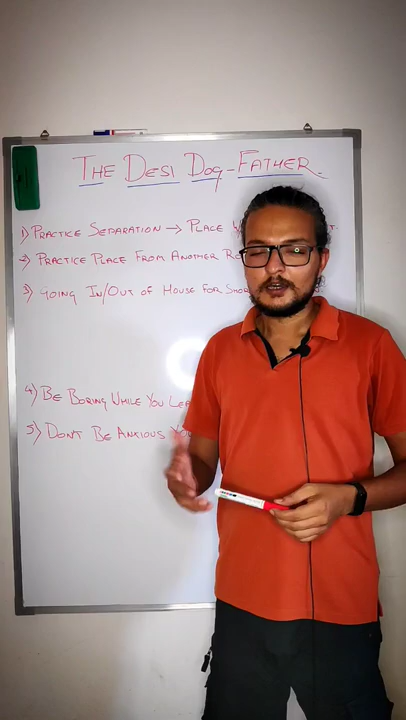 THE DESI DOG-FATHER.
1) PRACTICE SEPARATION → PLACE
2) PRACTICE PLACE FROM ANOTHER
3) GOING IN/OUT OF HOUSE FOR
4) BE BORING WHILE YOU
5) DON'T BE ANXIOUS